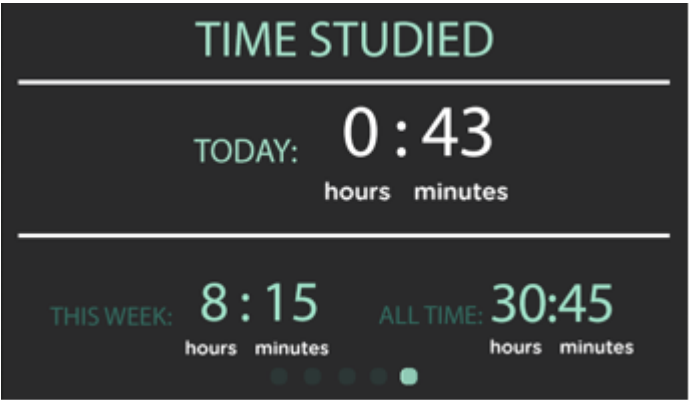 TIME STUDIED
TODAY: 0 : 43
hours minutes
THIS WEEK: 8 : 15 ALL TIME: 30:45
hours minutes hours minutes